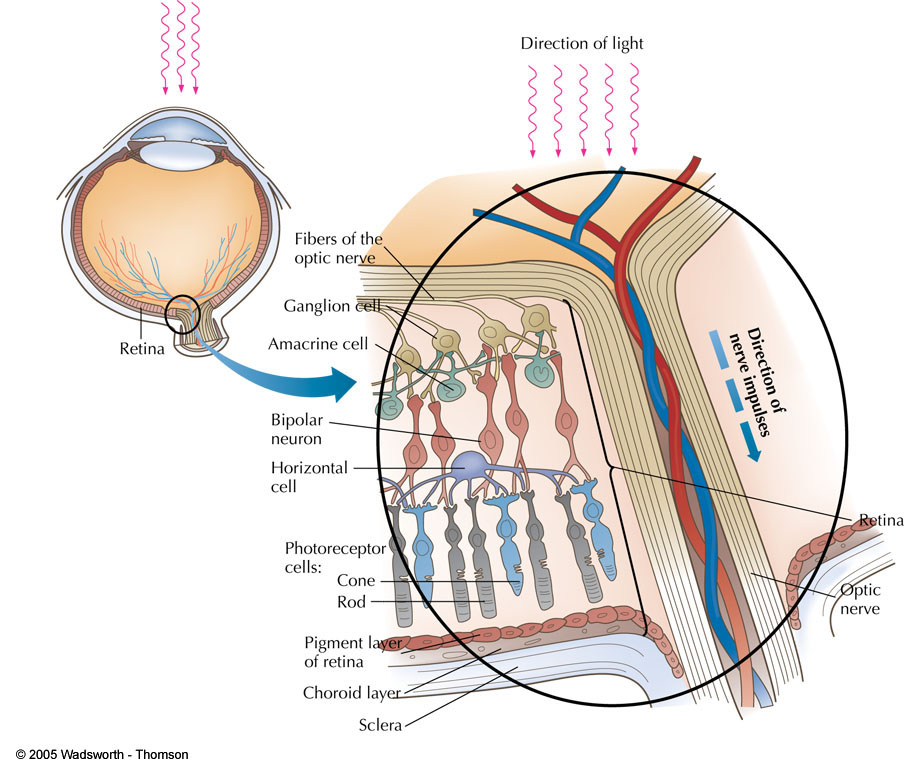 Direction of light
Fibers of the
optic nerve
Ganglion cell
Retina
Amacrine cell
Direction of
nerve impulses
Bipolar
neuron
Horizontal
cell
Retina
Photoreceptor
cells:
Cone
Rod
Optic
nerve
Pigment layer
of retina
Choroid layer
Sclera
© 2005 Wadsworth - Thomson